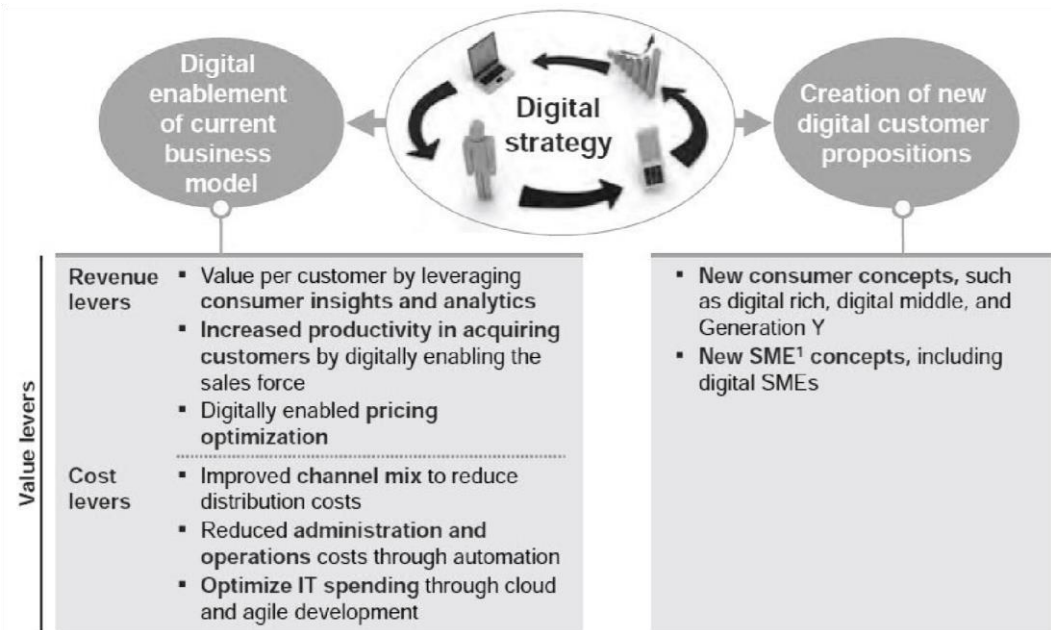 Digital
enablement
of current
business
model
Digital
strategy
Creation of new
digital customer
propositions
Value levers
Revenue
levers
▪ Value per customer by leveraging
consumer insights and analytics
▪ Increased productivity in acquiring
customers by digitally enabling the
sales force
▪ Digitally enabled pricing
optimization
Cost
levers
▪ Improved channel mix to reduce
distribution costs
▪ Reduced administration and
operations costs through automation
▪ Optimize IT spending through cloud
and agile development
▪ New consumer concepts, such
as digital rich, digital middle, and
Generation Y
▪ New SME¹ concepts, including
digital SMEs